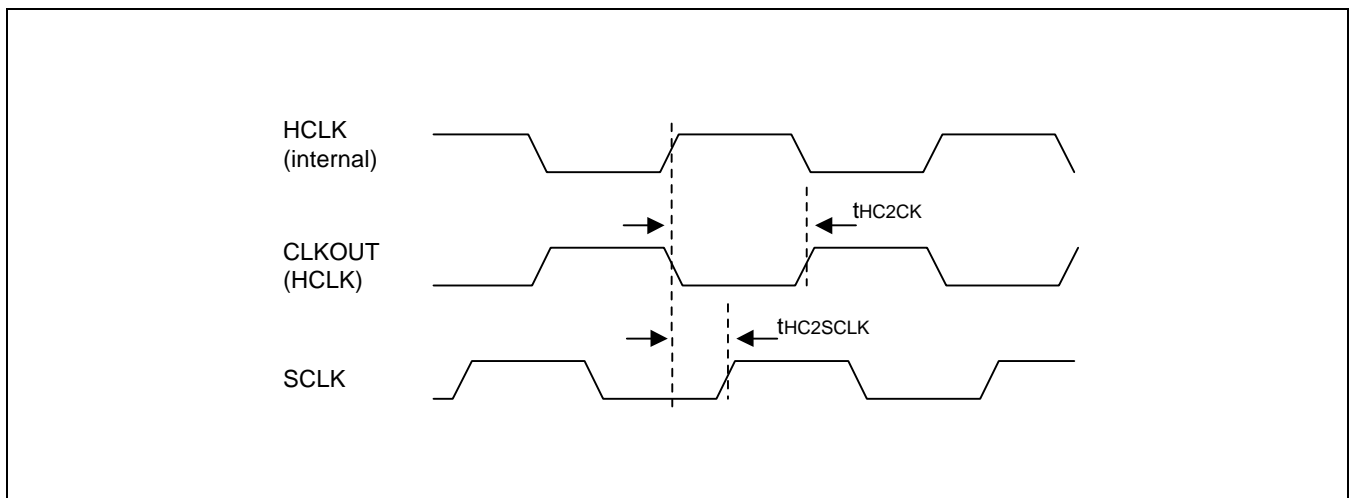 HCLK
(internal)
tHC2CK
CLKOUT
(HCLK)
tHC2SCLK
SCLK